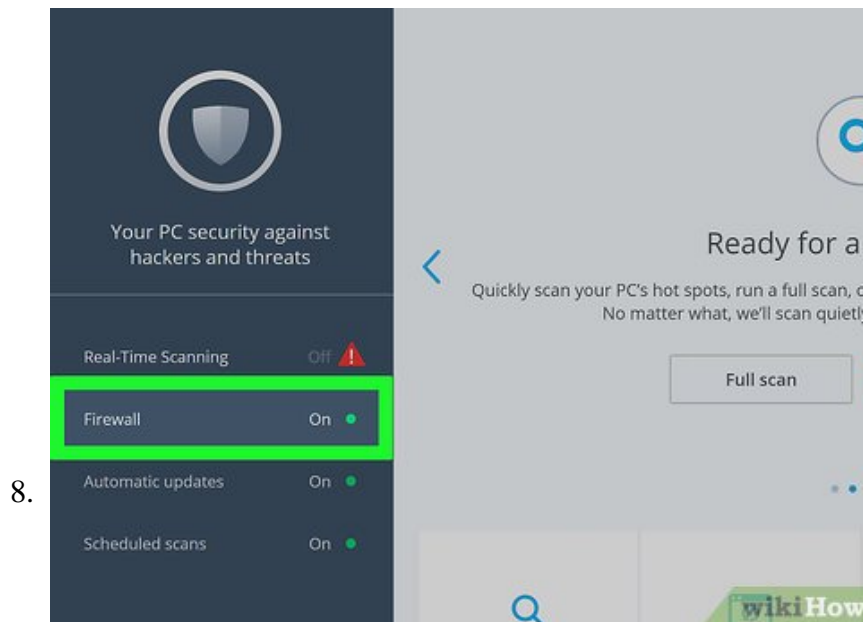 Your PC security against
hackers and threats
Real-Time Scanning Off
Firewall On
Automatic updates On
Scheduled scans On
8.
Ready for a
Quickly scan your PC's hot spots, run a full scan,
No matter what, we'll scan quietly
Full scan
wikiHow